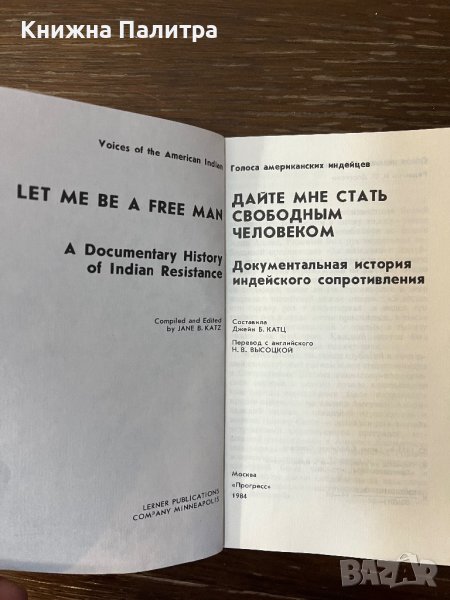 Книжна Палитра
Voices of the American Indian
LET ME BE A FREE MAN
A Documentary History
of Indian Resistance
Compiled and Edited
by JANE B. KATZ
LERNER PUBLICATIONS
COMPANY MINNEAPOLIS
Голоса американских индейцев
ДАЙТЕ МНЕ СТАТЬ
СВОБОДНЫМ
ЧЕЛОВЕКОМ
Документальная история
индейского сопротивления
Составила
Джейн Б. КАТЦ
Перевод с английского
Н. В. ВЫСОЦКОЙ
Москва
«Прогресс»
1984
BAZAR